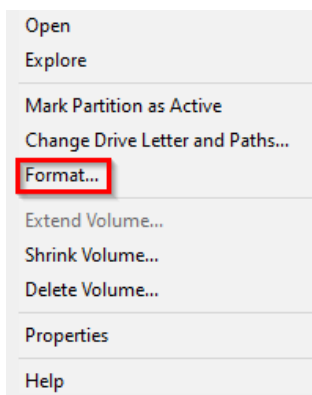 Open
Explore
Mark Partition as Active
Change Drive Letter and Paths...
Format...
Extend Volume...
Shrink Volume...
Delete Volume...
Properties
Help